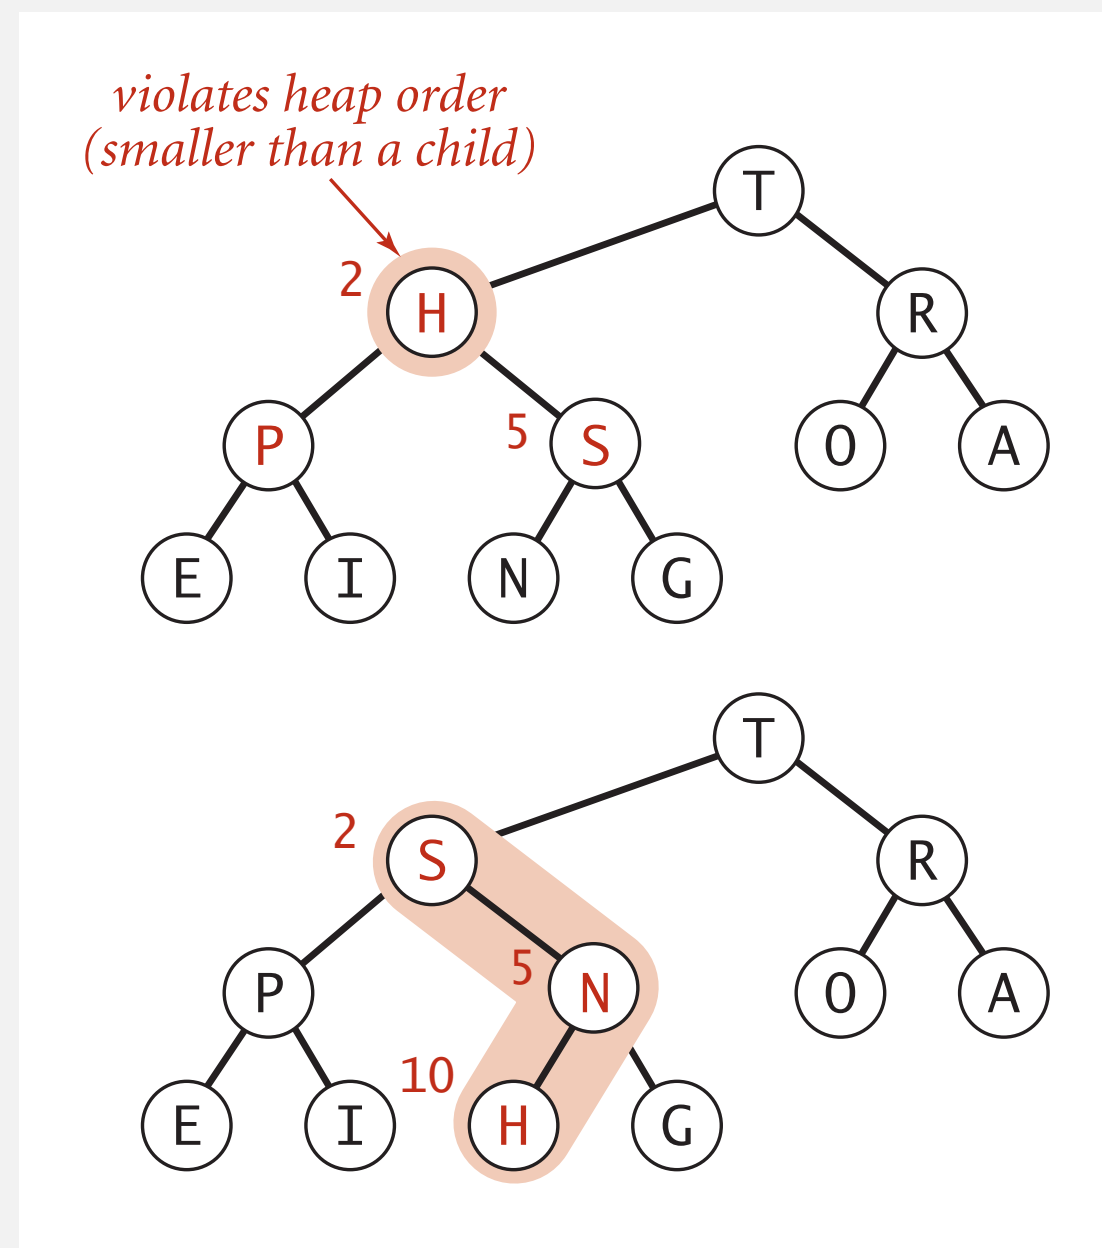 violates heap order
(smaller than a child)
T
2 H R
P 5 S O A
E I N G
T
2 S R
P 5 N O A
10
E I H G